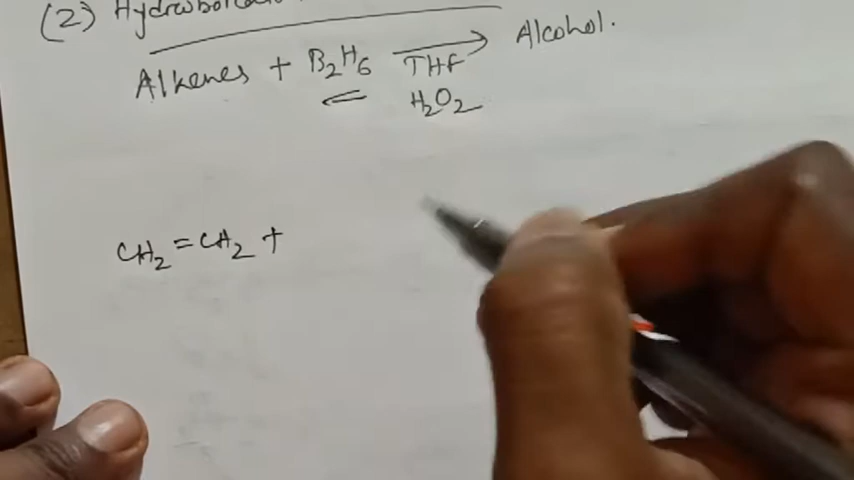 (2)
Alkenes + B₂H₆ → Alcohol.
THF
H₂O₂
CH₂=CH₂ +